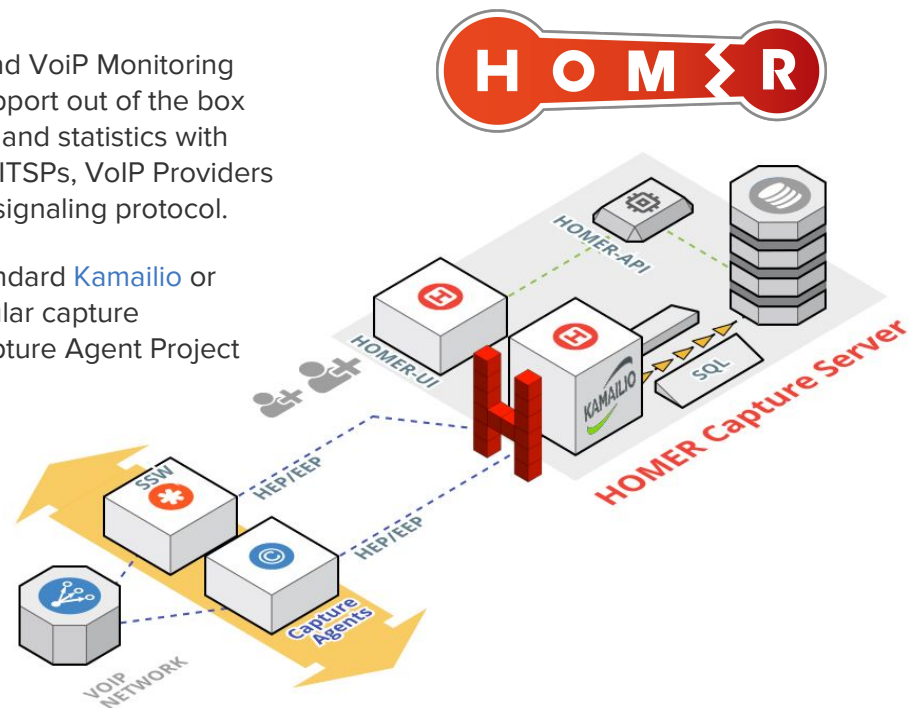 HOMER
nd VoiP Monitoring
pport out of the box
and statistics with
ITSPs, VoIP Providers
signaling protocol.
ndard Kamailio or
ular capture
pture Agent Project
HOMER-API
HOMER-UI
KAMAILIO
SQL
HOMER Capture Server
H
SSW
HEP/EEP
HEP/EEP
©
Capture
Agents
VOIP
NETWORK